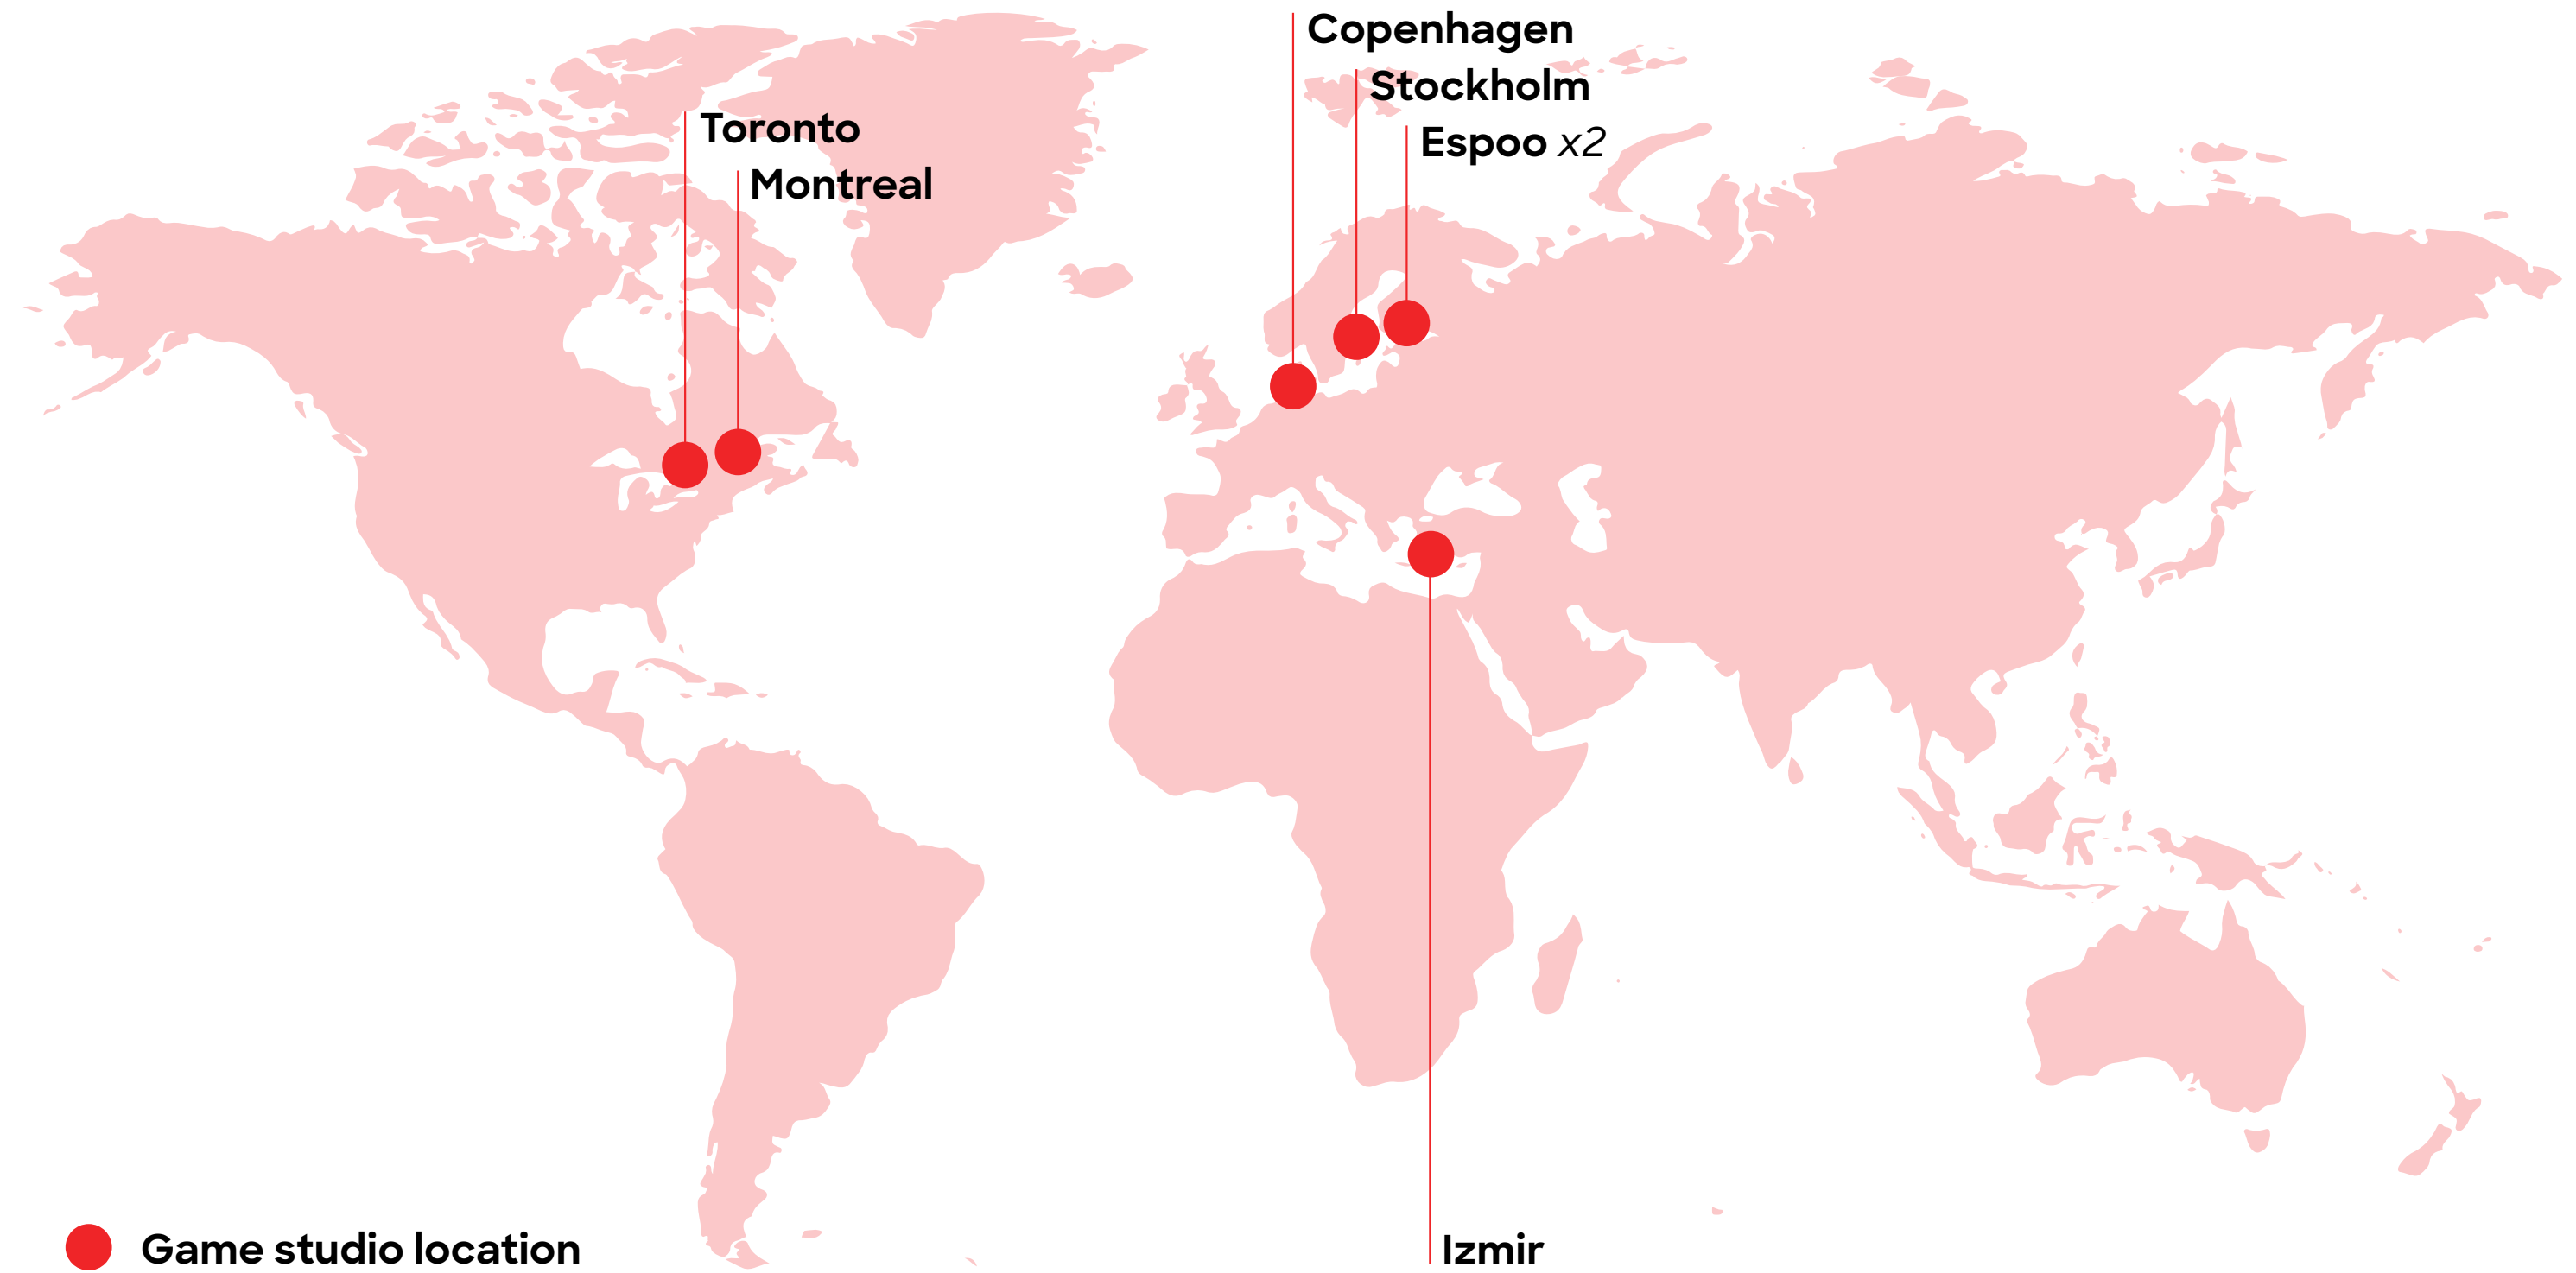 Copenhagen
Stockholm
Toronto
Espoo x2
Montreal
Game studio location
Izmir